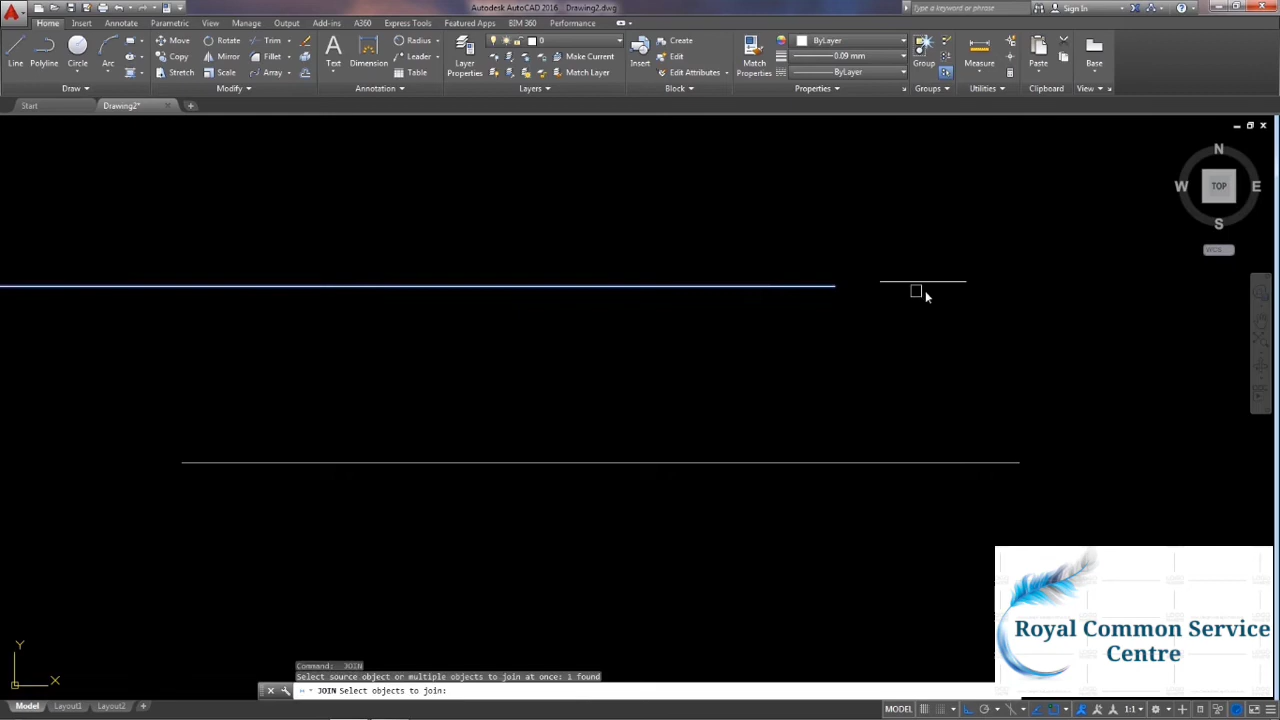 Autodesk AutoCAD 2016   Drawing2.dwg
Type a keyword or phrase
Sign In
Home Insert Annotate Parametric View Manage Output Add-ins A360 Express Tools Featured Apps BIM 360 Performance
Move Rotate Trim Radius Create ByLayer
Copy Mirror Fillet Leader Make Current Edit 0.09 mm
Stretch Scale Array Table Match Layer Edit Attributes ByLayer
0
Line Polyline Circle Arc Text Dimension Layer Properties Insert Match Properties Group Measure Paste Base
Draw Modify Annotation Layers Block Properties Groups Utilities Clipboard View
Start Drawing2*
N
W TOP E
S
WCS
Royal Common Service
Centre
Y
X
Command: JOIN
Select source object or multiple objects to join at once: 1 found
JOIN Select objects to join:
Model Layout1 Layout2 +
MODEL 1:1